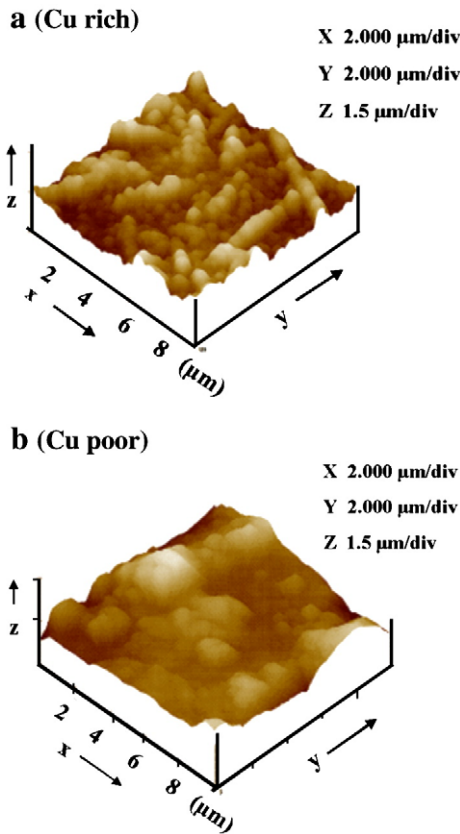 a (Cu rich)
X 2.000 µm/div
Y 2.000 µm/div
Z 1.5 µm/div
z
2
4
6
8
(µm)
x
y
b (Cu poor)
X 2.000 µm/div
Y 2.000 µm/div
Z 1.5 µm/div
z
2
4
6
8
(µm)
x
y